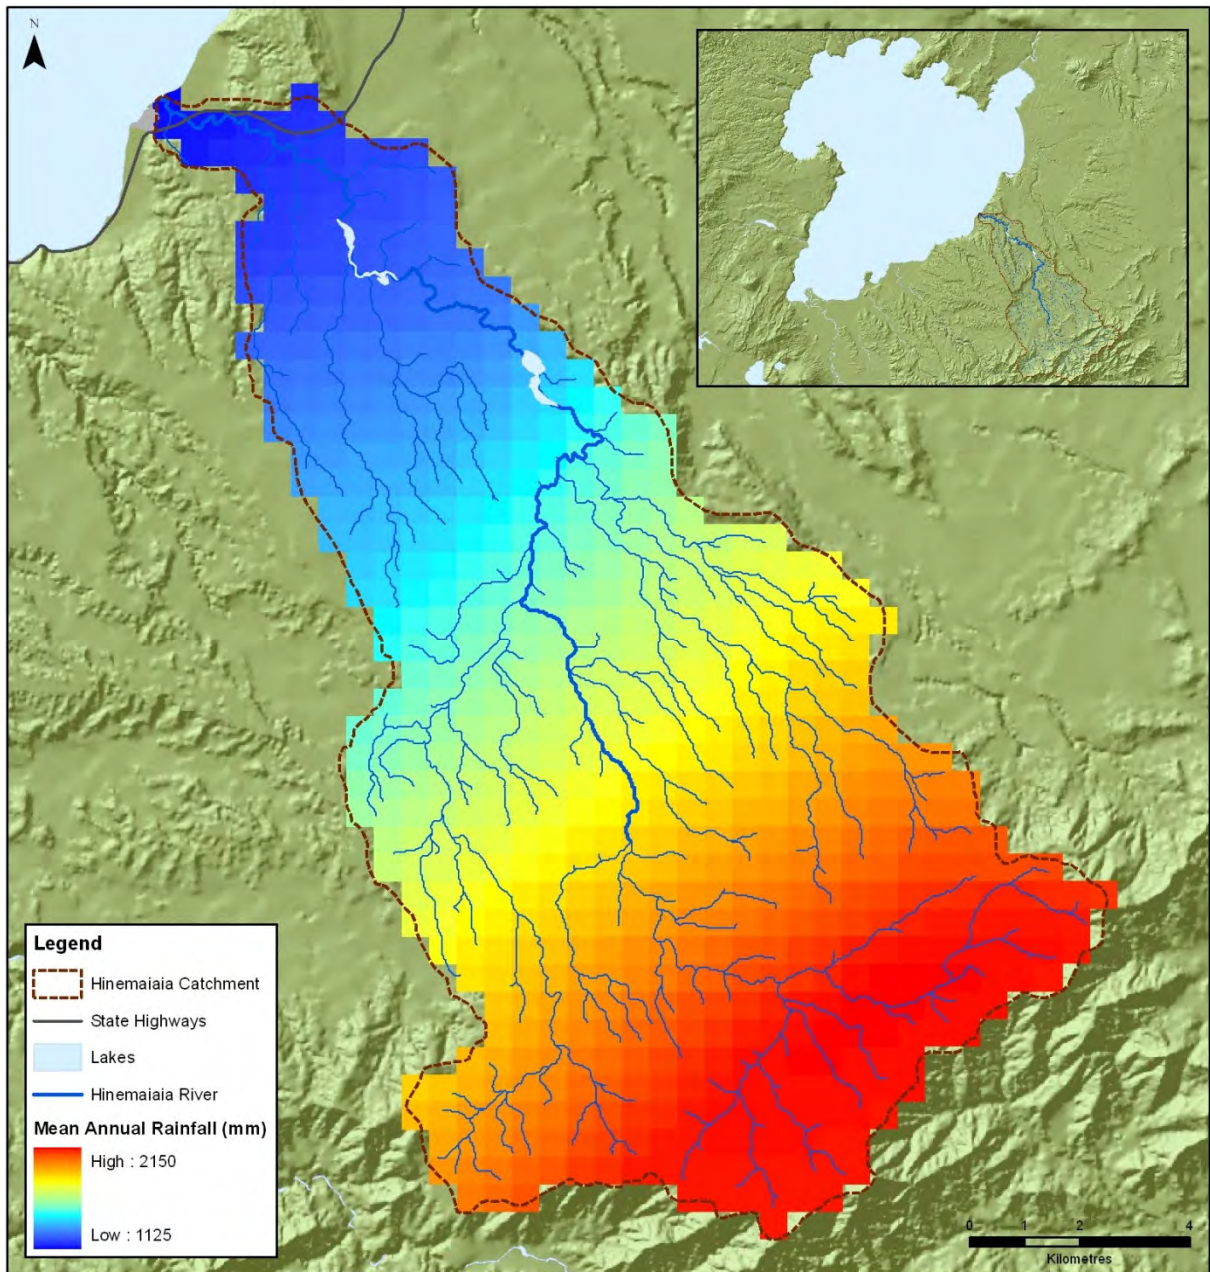 N
Legend
Hinemaiaia Catchment
State Highways
Lakes
Hinemaiaia River
Mean Annual Rainfall (mm)
High : 2150
Low : 1125
0 1 2 4
Kilometres